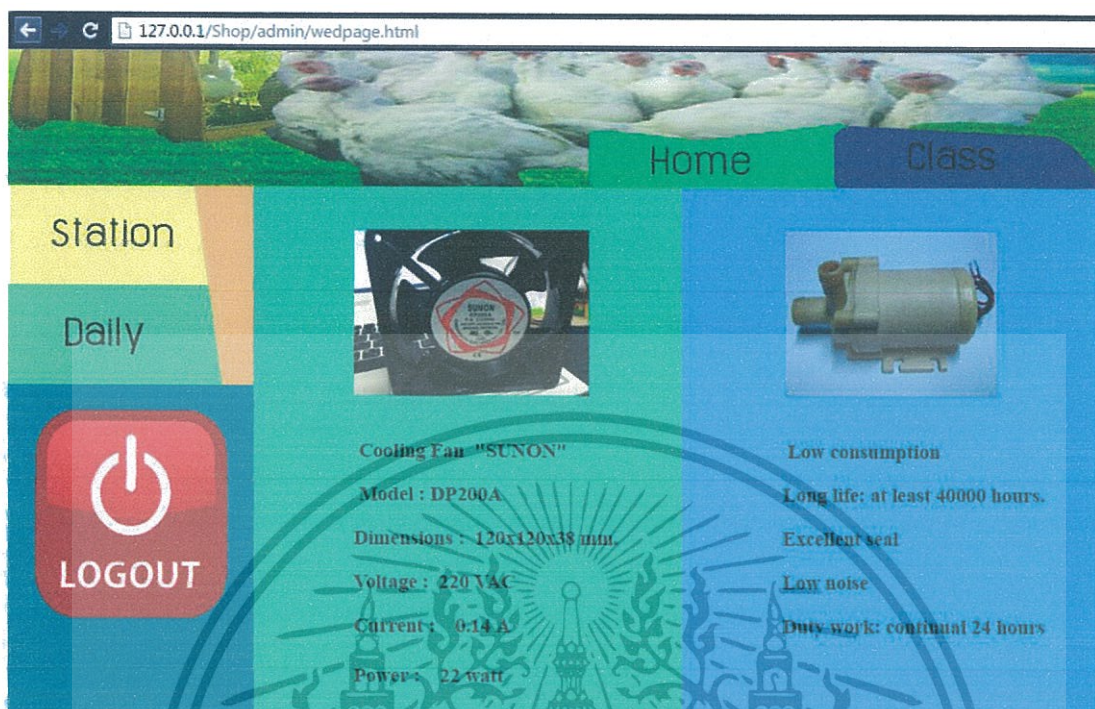 127.0.0.1/Shop/admin/wedpage.html
Home
Class
Station
Daily
LOGOUT
SUNON
Cooling Fan "SUNON"
Model : DP200A
Dimensions : 120x120x38 mm.
Voltage : 220 VAC
Current : 0.14 A
Power : 22 watt
Low consumption
Long life: at least 40000 hours.
Excellent seal
Low noise
Duty work: continual 24 hours